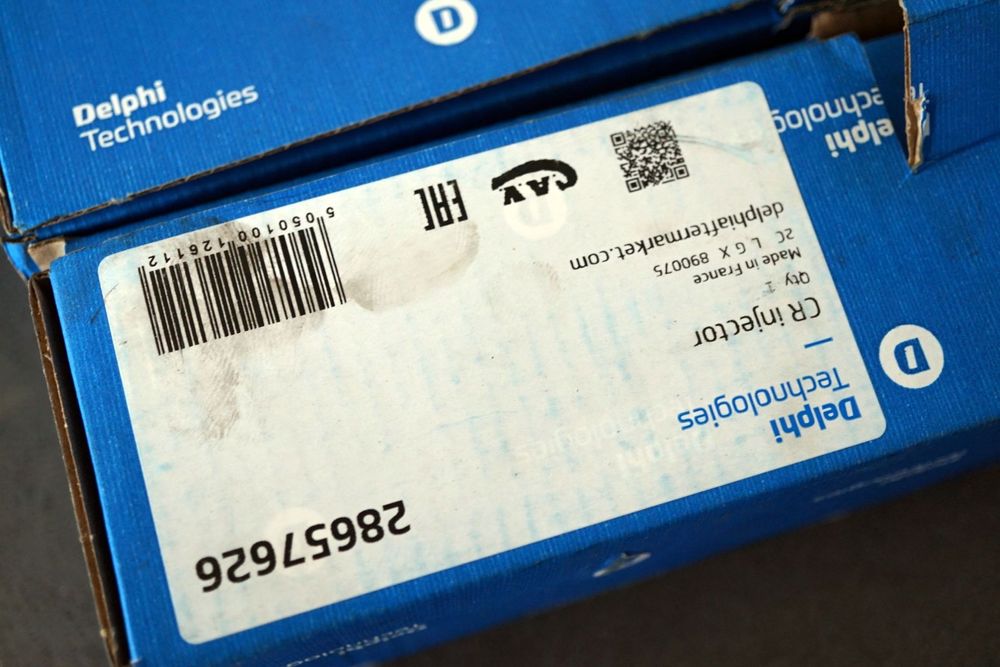 Delphi
Technologies
D
Delphi
Technologies
28657626
CR injector
Qty 1
Made in France
2C L G X 890075
delphiaftermarket.com
CAV
EAC
5 050100 126112
D
Delphi
Technologies